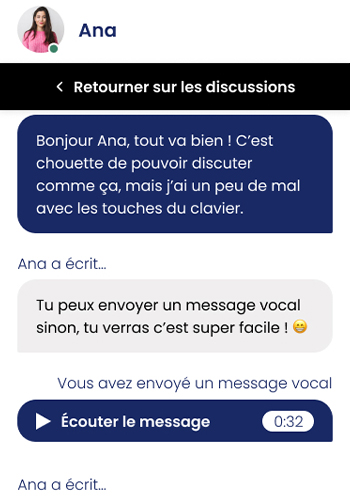 Ana
Retourner sur les discussions
Bonjour Ana, tout va bien ! C’est
chouette de pouvoir discuter
comme ça, mais j’ai un peu de mal
avec les touches du clavier.
Ana a écrit...
Tu peux envoyer un message vocal
sinon, tu verras c’est super facile ! 😁
Vous avez envoyé un message vocal
Écouter le message 0:32
Ana a écrit...